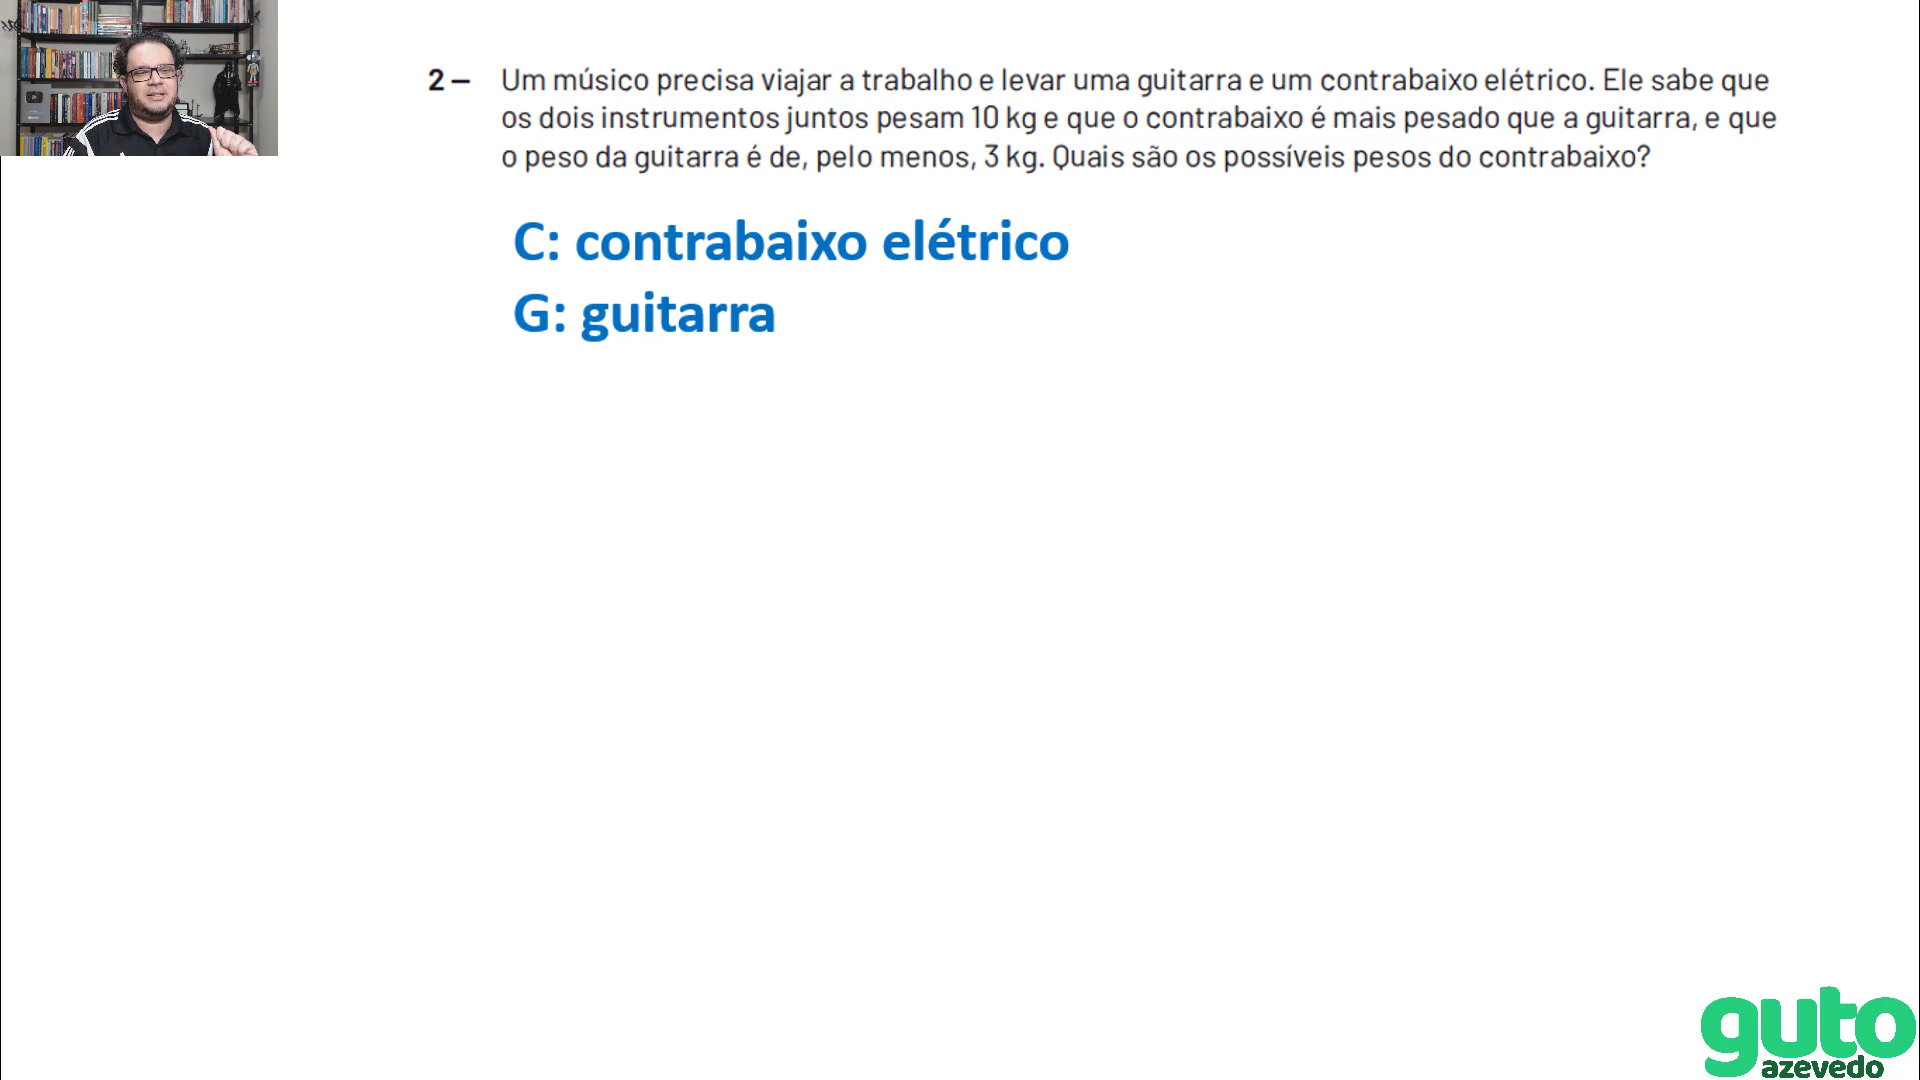 2 – Um músico precisa viajar a trabalho e levar uma guitarra e um contrabaixo elétrico. Ele sabe que
os dois instrumentos juntos pesam 10 kg e que o contrabaixo é mais pesado que a guitarra, e que
o peso da guitarra é de, pelo menos, 3 kg. Quais são os possíveis pesos do contrabaixo?
C: contrabaixo elétrico
G: guitarra
guto
azevedo